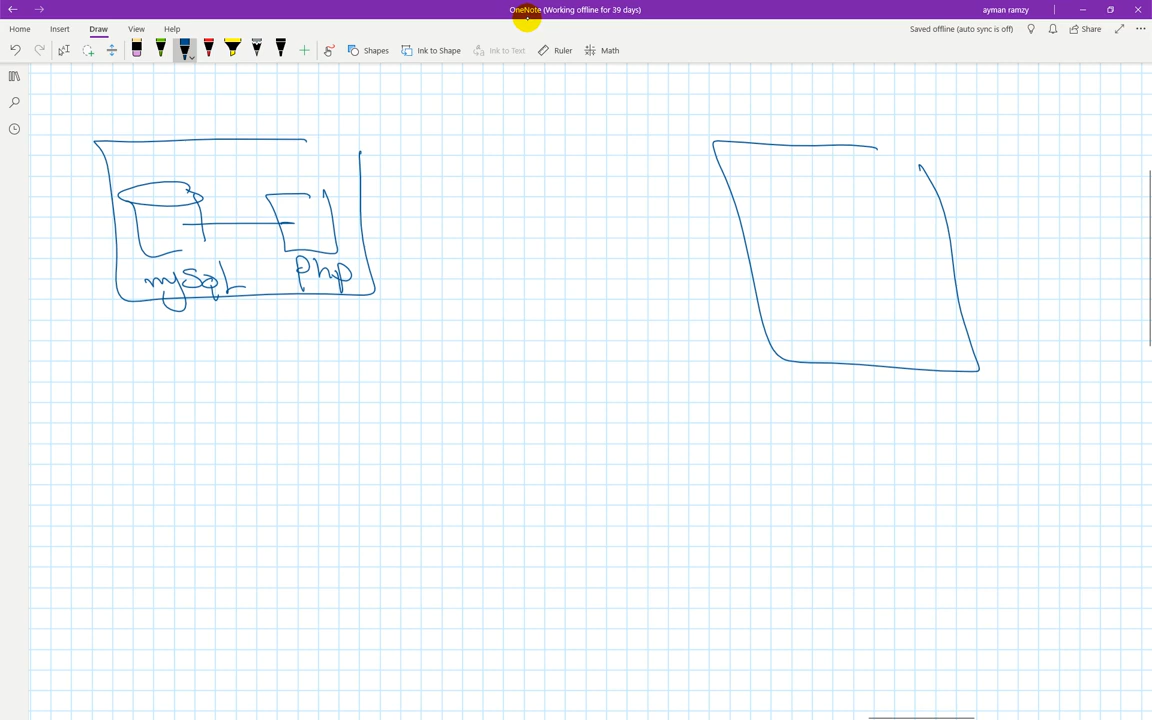 OneNote (Working offline for 39 days)
ayman ramzy
Home Insert Draw View Help
Saved offline (auto sync is off)
Share
Shapes Ink to Shape Ink to Text Ruler Math
mySqL php